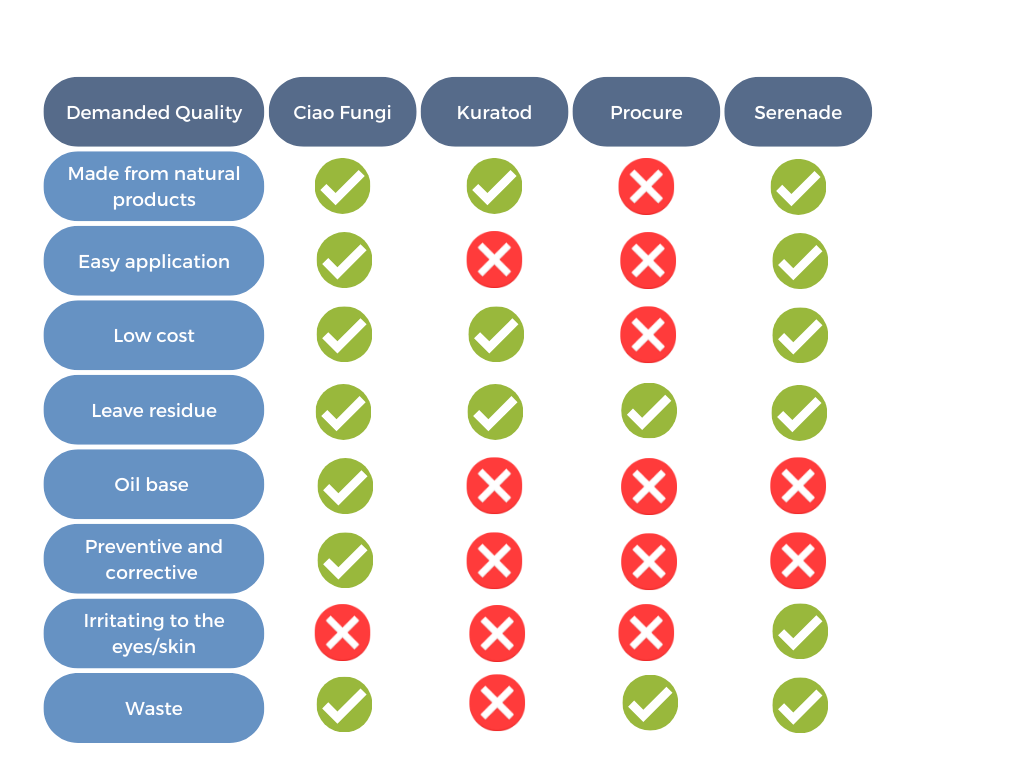 Demanded Quality
Ciao Fungi
Kuratod
Procure
Serenade
Made from natural
products
Easy application
Low cost
Leave residue
Oil base
Preventive and
corrective
Irritating to the
eyes/skin
Waste